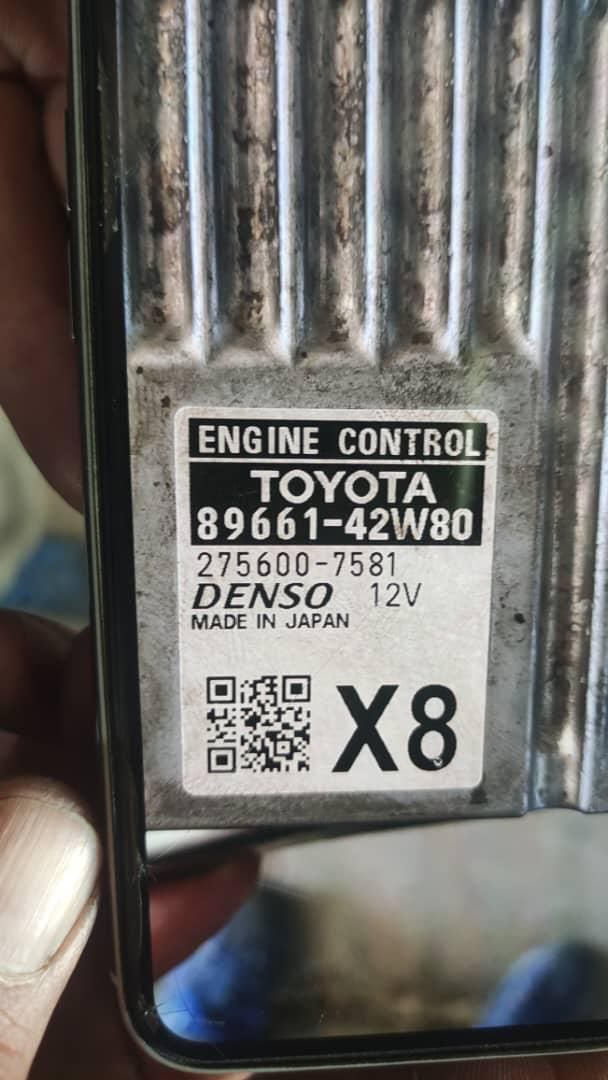 ENGINE CONTROL
TOYOTA
89661-42W80
275600-7581
DENSO 12V
MADE IN JAPAN
X8